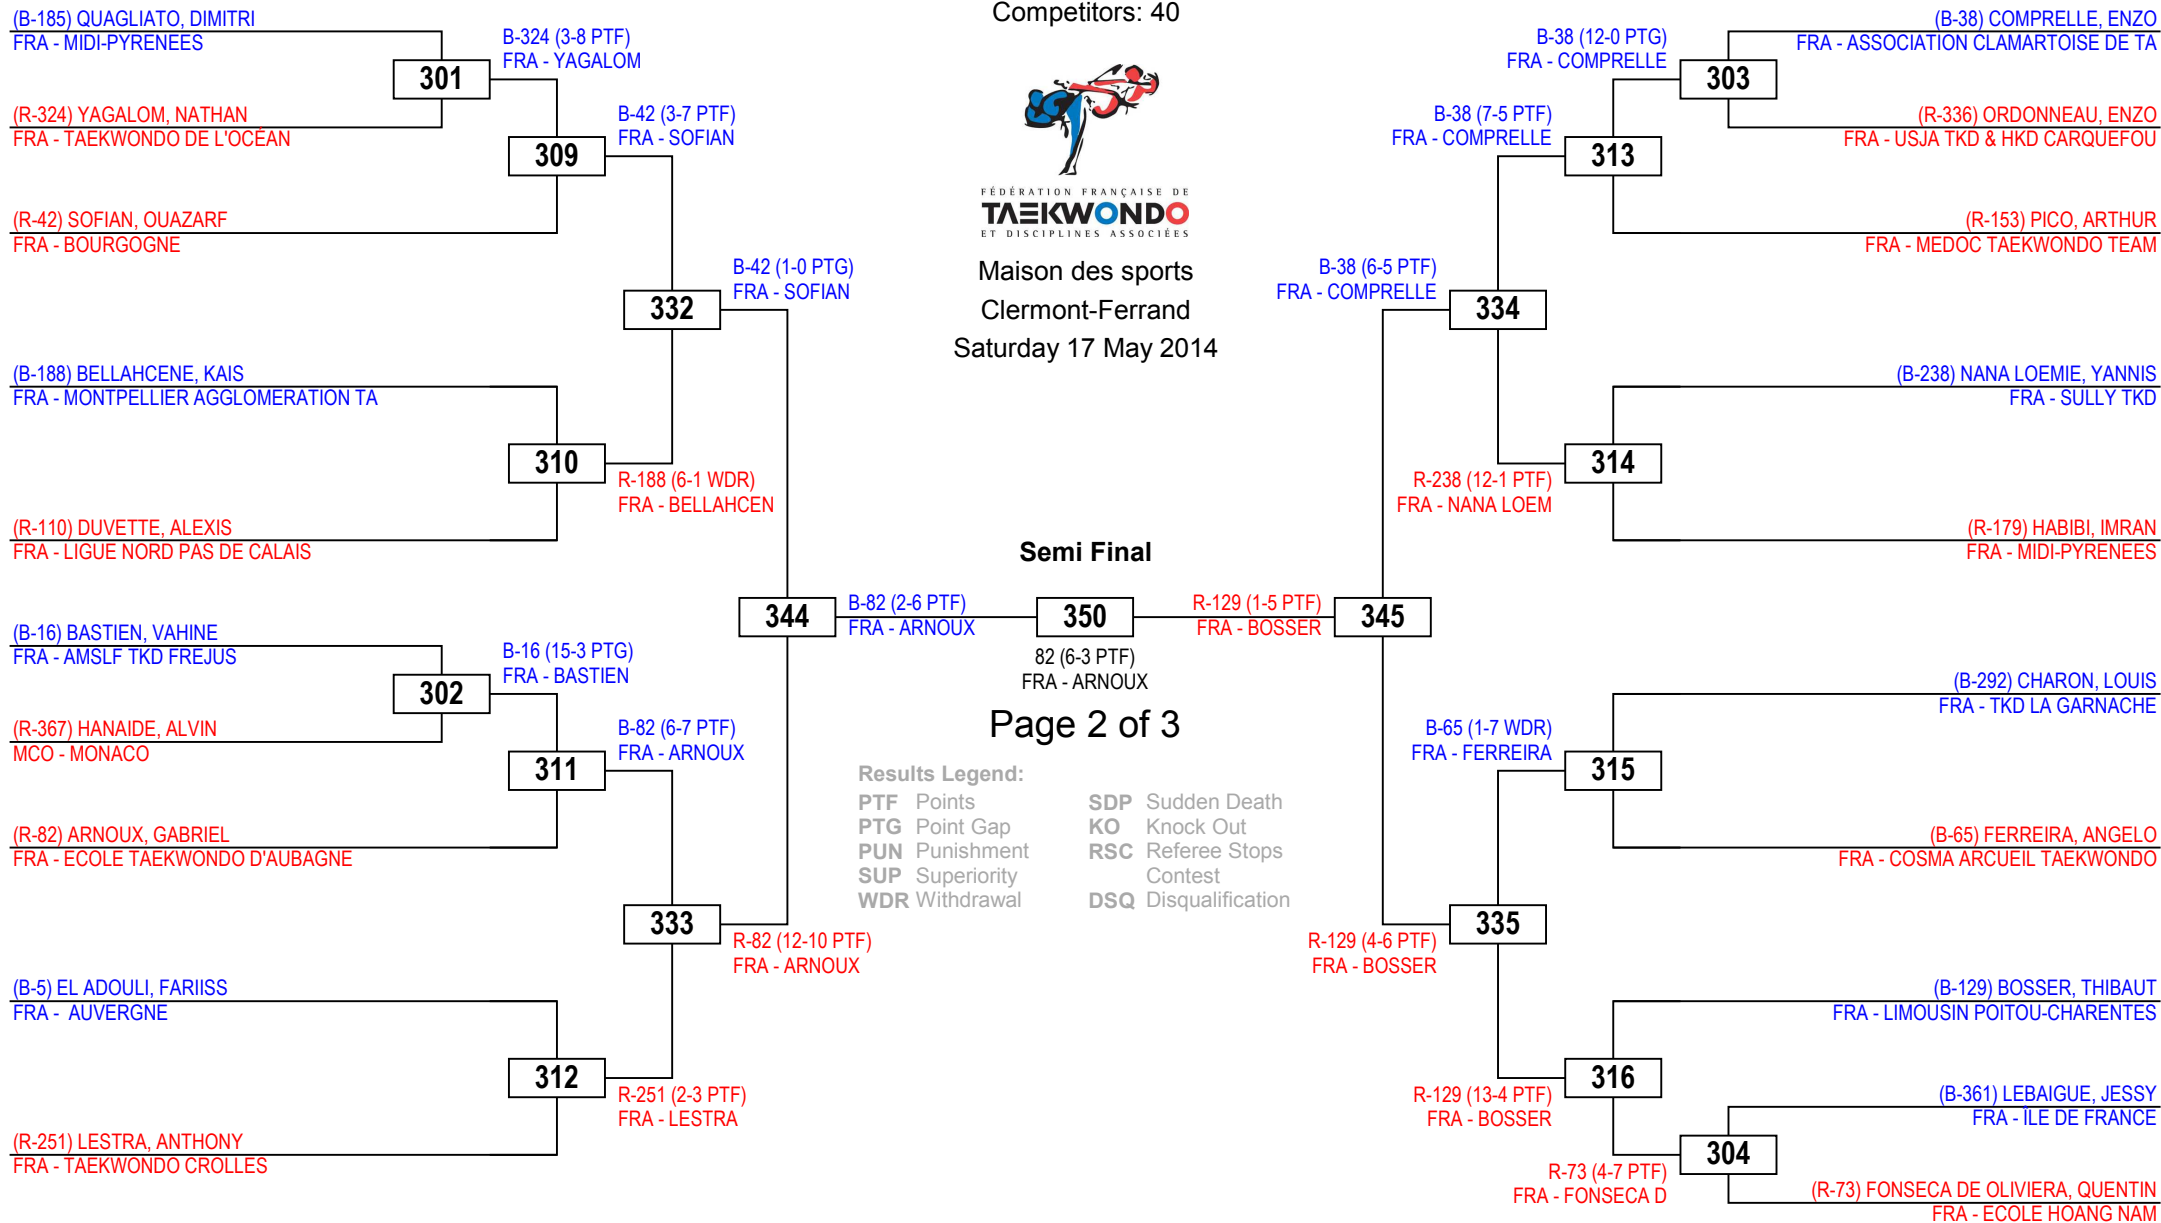 Competitors: 40
FÉDÉRATION FRANÇAISE DE
TAEKWONDO
ET DISCIPLINES ASSOCIÉES
Maison des sports
Clermont-Ferrand
Saturday 17 May 2014
(B-185) QUAGLIATO, DIMITRI
FRA - MIDI-PYRENEES
301
(R-324) YAGALOM, NATHAN
FRA - TAEKWONDO DE L'OCÉAN
B-324 (3-8 PTF)
FRA - YAGALOM
309
(R-42) SOFIAN, OUAZARF
FRA - BOURGOGNE
B-42 (3-7 PTF)
FRA - SOFIAN
332
B-42 (1-0 PTG)
FRA - SOFIAN
(B-188) BELLAHCENE, KAIS
FRA - MONTPELLIER AGGLOMERATION TA
310
R-188 (6-1 WDR)
FRA - BELLAHCEN
(R-110) DUVETTE, ALEXIS
FRA - LIGUE NORD PAS DE CALAIS
344
B-82 (2-6 PTF)
FRA - ARNOUX
(B-16) BASTIEN, VAHINE
FRA - AMSLF TKD FREJUS
302
(R-367) HANAIDE, ALVIN
MCO - MONACO
B-16 (15-3 PTG)
FRA - BASTIEN
311
(R-82) ARNOUX, GABRIEL
FRA - ECOLE TAEKWONDO D'AUBAGNE
B-82 (6-7 PTF)
FRA - ARNOUX
333
R-82 (12-10 PTF)
FRA - ARNOUX
(B-5) EL ADOULI, FARIISS
FRA -  AUVERGNE
312
R-251 (2-3 PTF)
FRA - LESTRA
(R-251) LESTRA, ANTHONY
FRA - TAEKWONDO CROLLES
Semi Final
350
82 (6-3 PTF)
FRA - ARNOUX
Page 2 of 3
Results Legend:
PTF Points
PTG Point Gap
PUN Punishment
SUP Superiority
WDR Withdrawal
SDP Sudden Death
KO Knock Out
RSC Referee Stops
Contest
DSQ Disqualification
(B-38) COMPRELLE, ENZO
FRA - ASSOCIATION CLAMARTOISE DE TA
303
(R-336) ORDONNEAU, ENZO
FRA - USJA TKD & HKD CARQUEFOU
B-38 (12-0 PTG)
FRA - COMPRELLE
313
(R-153) PICO, ARTHUR
FRA - MEDOC TAEKWONDO TEAM
B-38 (7-5 PTF)
FRA - COMPRELLE
334
B-38 (6-5 PTF)
FRA - COMPRELLE
(B-238) NANA LOEMIE, YANNIS
FRA - SULLY TKD
314
R-238 (12-1 PTF)
FRA - NANA LOEM
(R-179) HABIBI, IMRAN
FRA - MIDI-PYRENEES
345
R-129 (1-5 PTF)
FRA - BOSSER
(B-292) CHARON, LOUIS
FRA - TKD LA GARNACHE
315
B-65 (1-7 WDR)
FRA - FERREIRA
(B-65) FERREIRA, ANGELO
FRA - COSMA ARCUEIL TAEKWONDO
335
R-129 (4-6 PTF)
FRA - BOSSER
(B-129) BOSSER, THIBAUT
FRA - LIMOUSIN POITOU-CHARENTES
316
R-129 (13-4 PTF)
FRA - BOSSER
(B-361) LEBAIGUE, JESSY
FRA - ÎLE DE FRANCE
304
R-73 (4-7 PTF)
FRA - FONSECA D
(R-73) FONSECA DE OLIVIERA, QUENTIN
FRA - ECOLE HOANG NAM